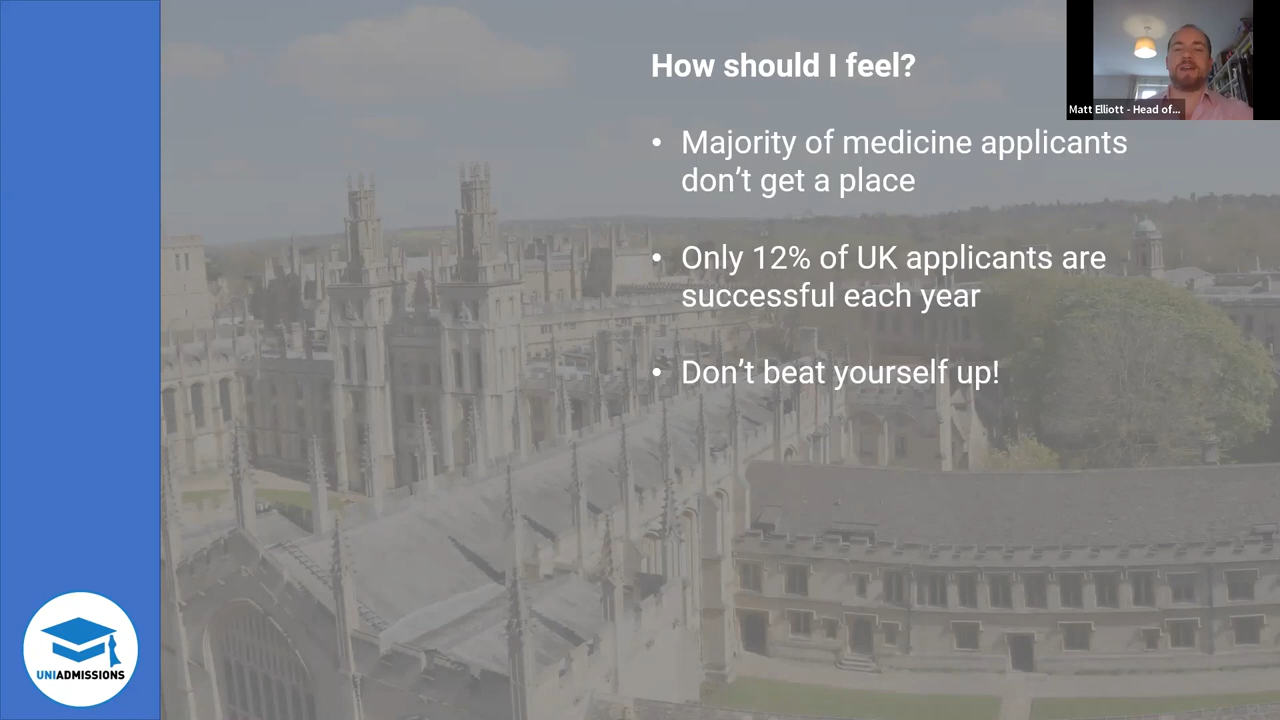 How should I feel?
Matt Elliott - Head of...
• Majority of medicine applicants
don’t get a place
• Only 12% of UK applicants are
successful each year
• Don’t beat yourself up!
UNIADMISSIONS